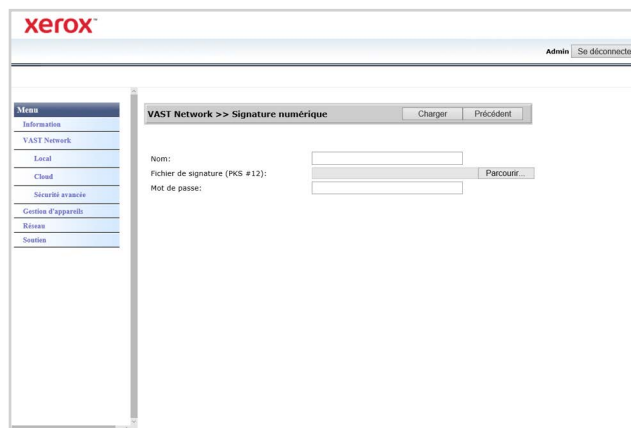 xerox™
Admin Se déconnecte
Menu
Information
VAST Network
Local
Cloud
Sécurité avancée
Gestion d'appareils
Réseau
Soutien
VAST Network >> Signature numérique Charger Précédent
Nom:
Fichier de signature (PKS #12): Parcourir...
Mot de passe: